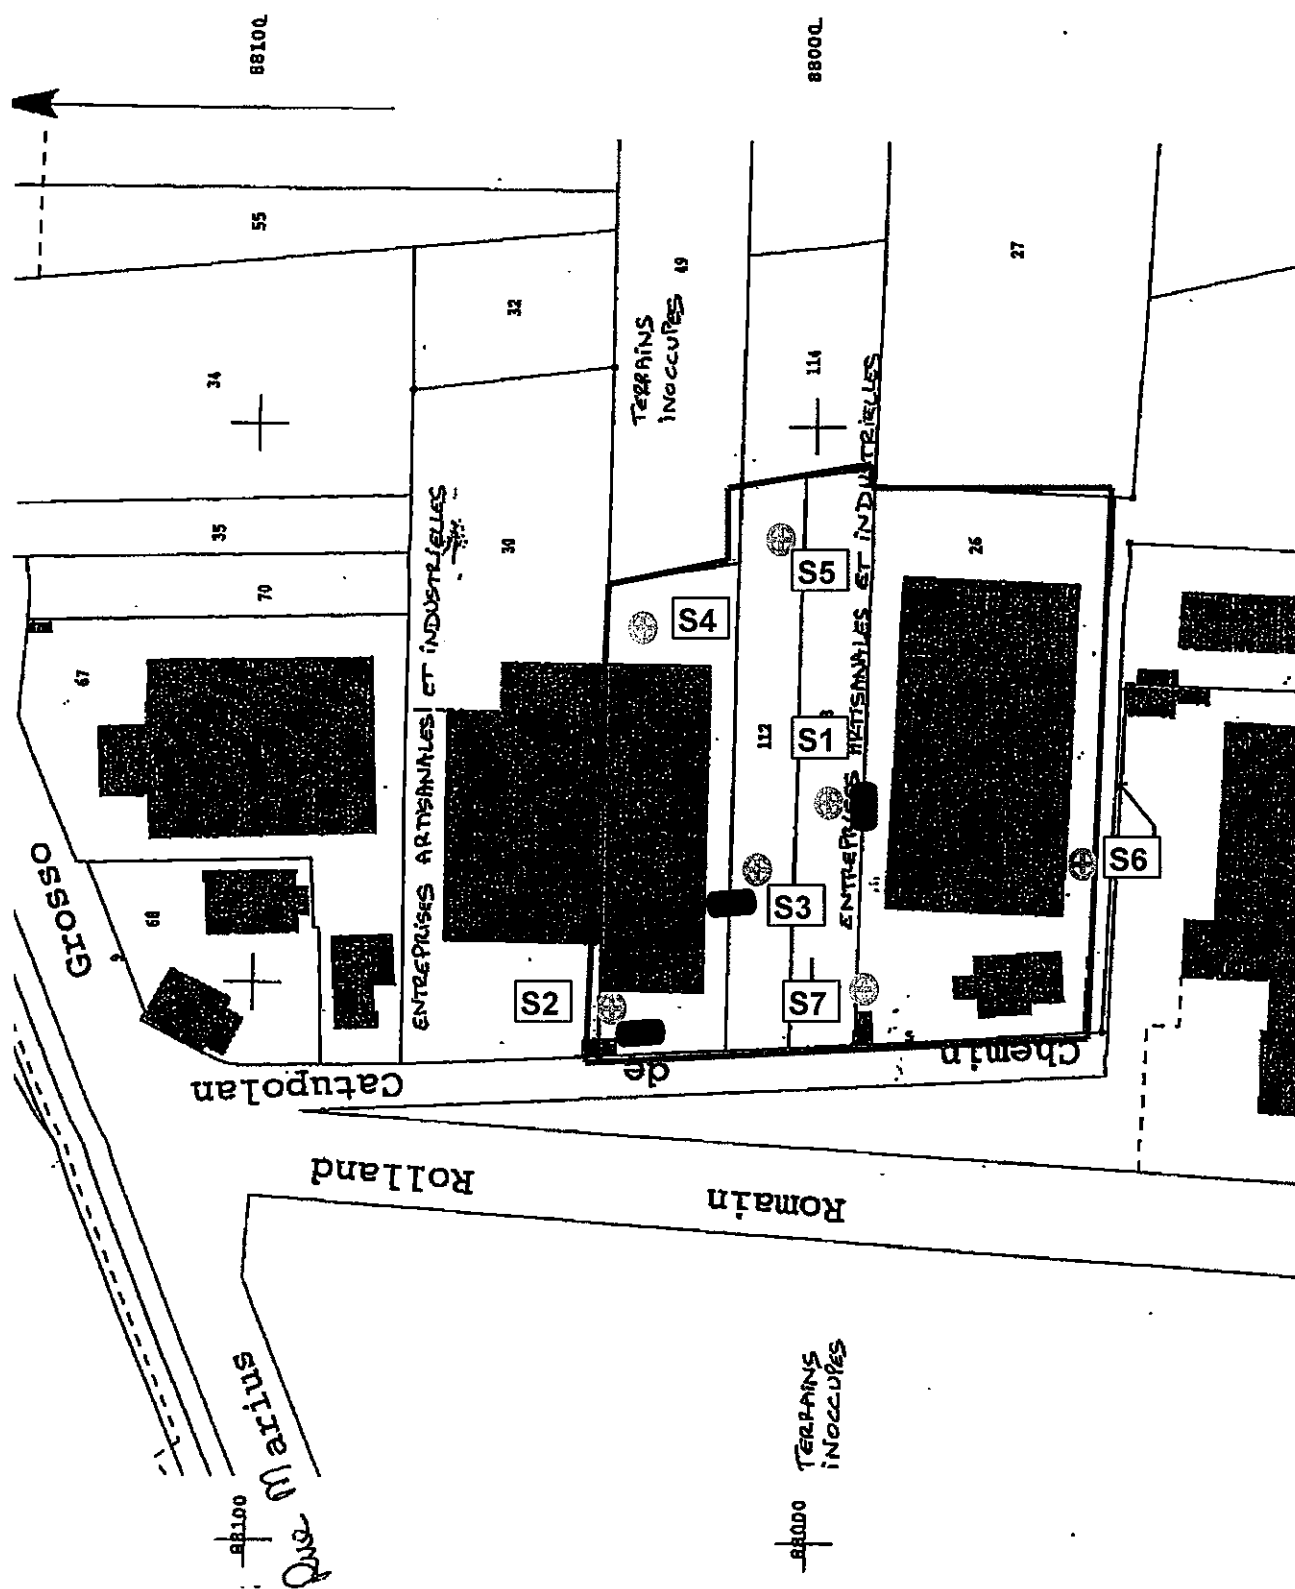 88100
88000
55
34
32
49
27
TERRAINS
INOCCUPES
114
35
30
70
26
67
ENTREPRISES ARTISANALES ET INDUSTRIELLES
ENTREPRISES ARTISANALES ET INDUSTRIELLES
S5
S4
112
S1
S6
S3
68
S2
S7
Grosso
Catupolan
de
Chemin
Rolland
Romain
Rue Marius
TERRAINS
INOCCUPES
88100
88000